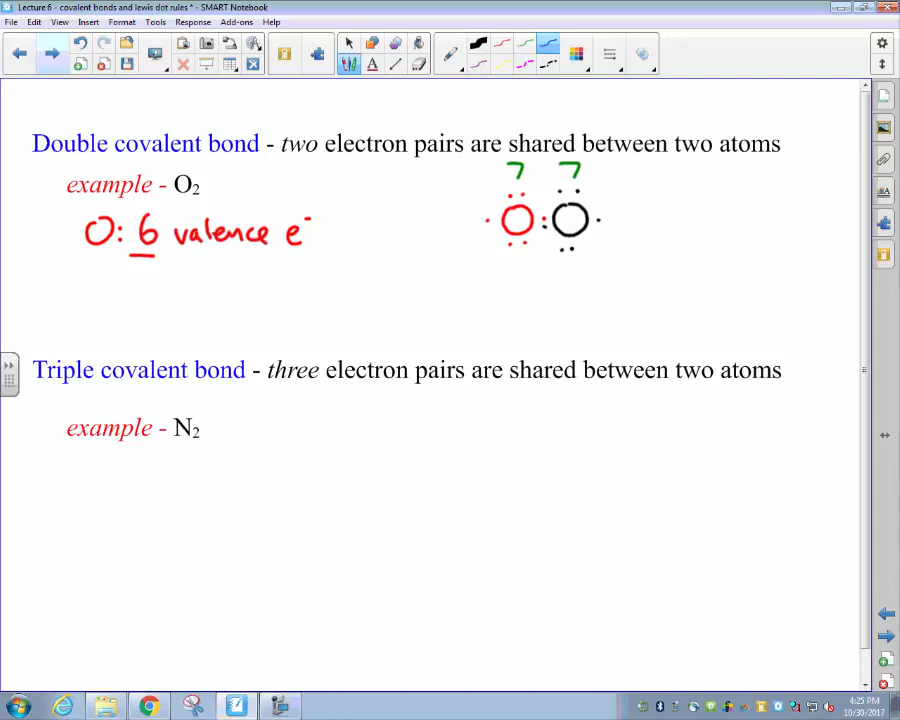 Lecture 6 - covalent bonds and lewis dot rules * - SMART Notebook
File Edit View Insert Format Tools Response Add-ons Help
Double covalent bond - two electron pairs are shared between two atoms
7 7
example - O₂
O: 6 valence e⁻
O : O
Triple covalent bond - three electron pairs are shared between two atoms
example - N₂
4:25 PM
10/30/2017